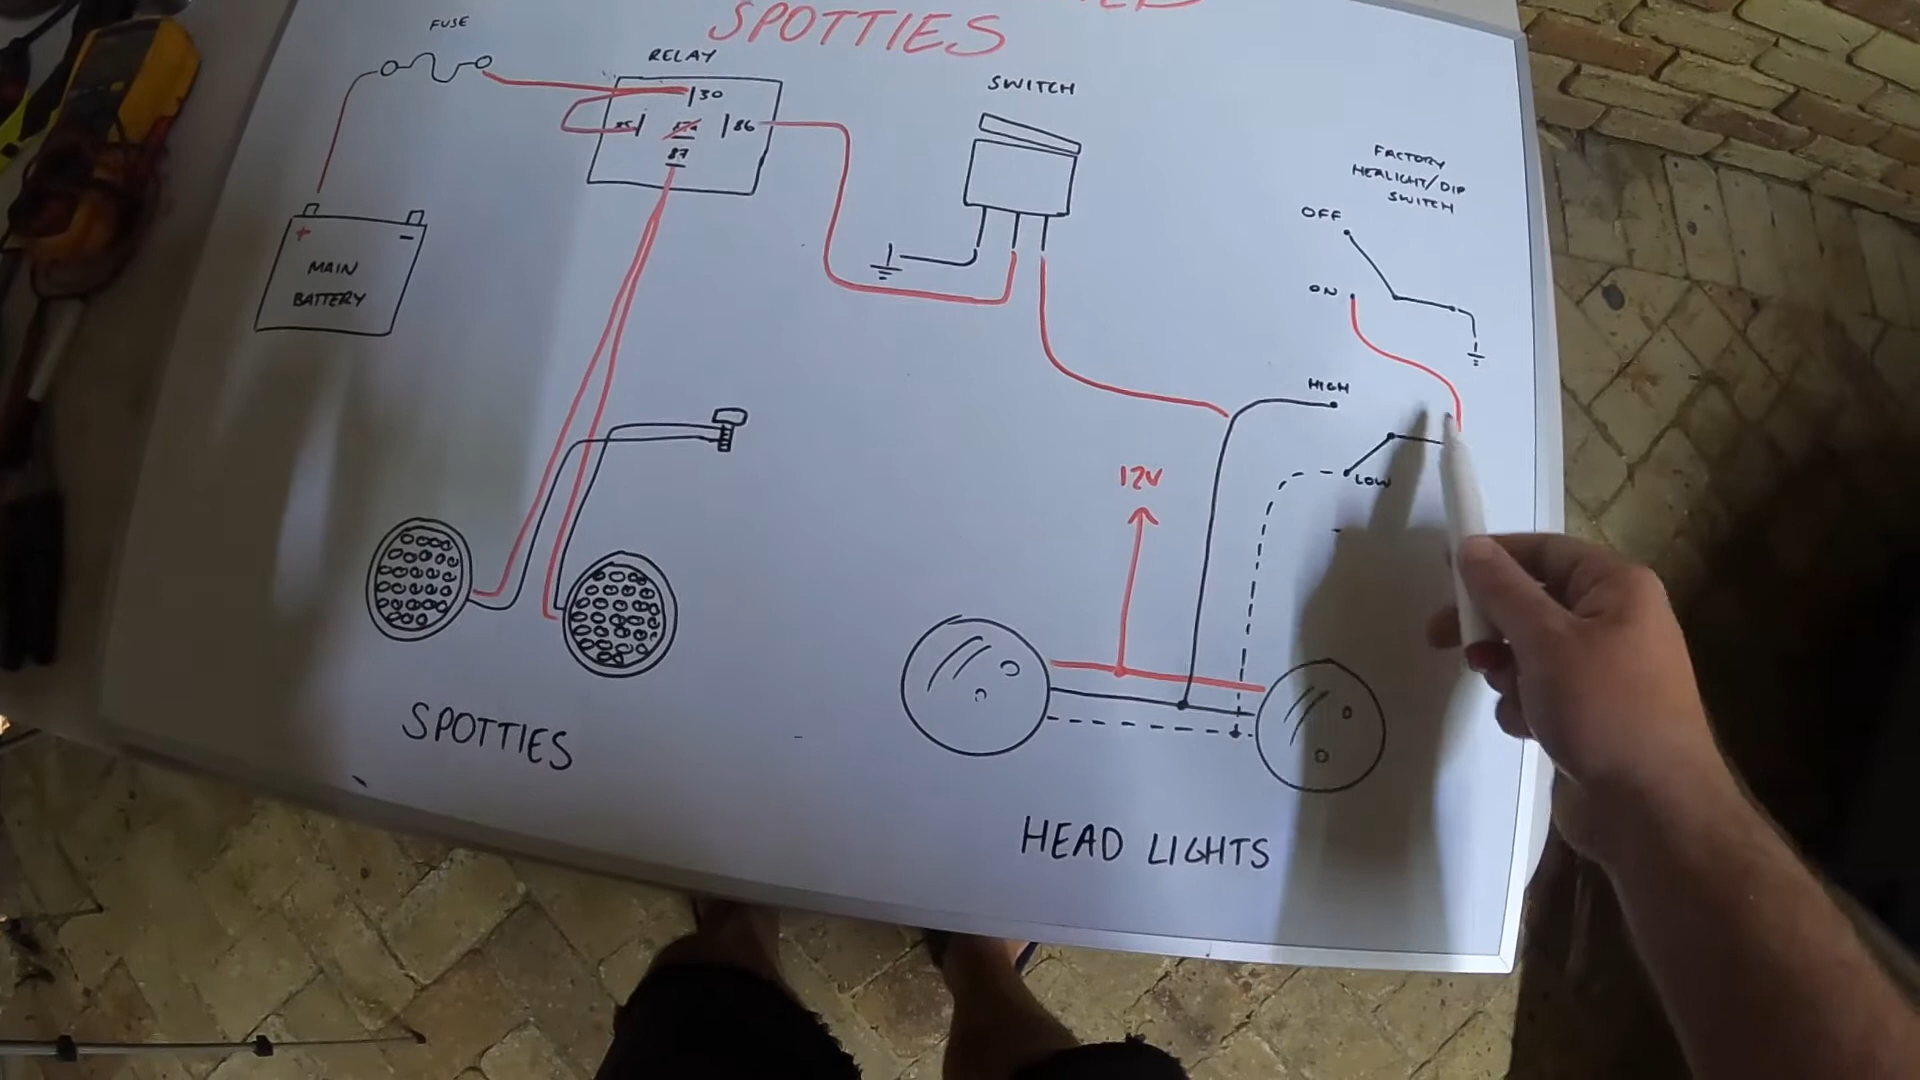 SPOTTIES
FUSE
RELAY
30
85
86
87
SWITCH
FACTORY
HEALIGHT/DIP
SWITCH
OFF
ON
HIGH
LOW
+ -
MAIN
BATTERY
12V
SPOTTIES
HEAD LIGHTS